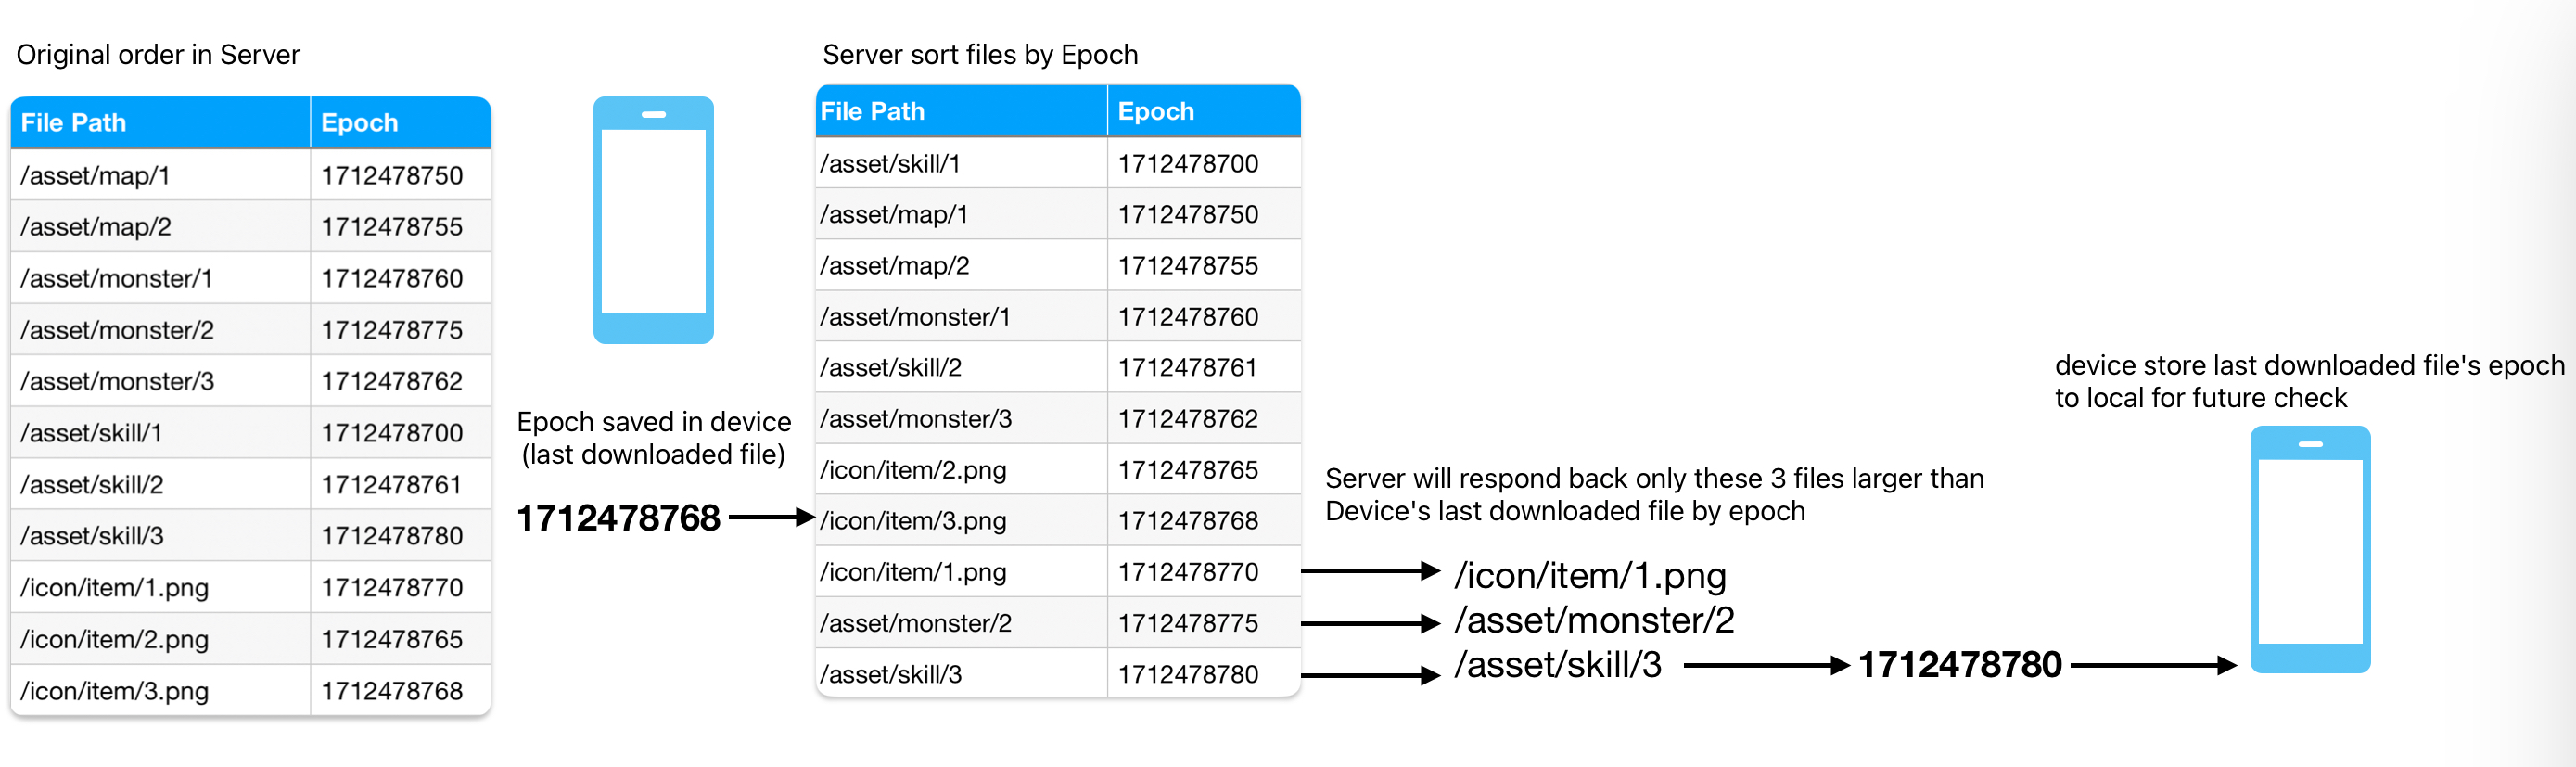 Original order in Server
File Path Epoch
/asset/map/1 1712478750
/asset/map/2 1712478755
/asset/monster/1 1712478760
/asset/monster/2 1712478775
/asset/monster/3 1712478762
/asset/skill/1 1712478700
/asset/skill/2 1712478761
/asset/skill/3 1712478780
/icon/item/1.png 1712478770
/icon/item/2.png 1712478765
/icon/item/3.png 1712478768
Epoch saved in device
(last downloaded file)
1712478768
Server sort files by Epoch
File Path Epoch
/asset/skill/1 1712478700
/asset/map/1 1712478750
/asset/map/2 1712478755
/asset/monster/1 1712478760
/asset/skill/2 1712478761
/asset/monster/3 1712478762
/icon/item/2.png 1712478765
/icon/item/3.png 1712478768
/icon/item/1.png 1712478770
/asset/monster/2 1712478775
/asset/skill/3 1712478780
Server will respond back only these 3 files larger than
Device's last downloaded file by epoch
/icon/item/1.png
/asset/monster/2
/asset/skill/3
1712478780
device store last downloaded file's epoch
to local for future check